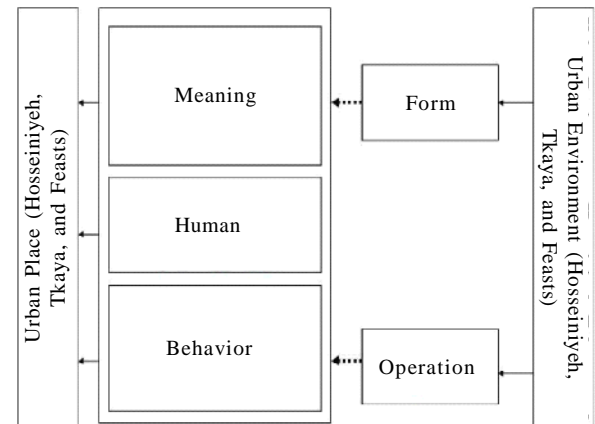 Urban Place (Hosseiniyeh,
Tkaya, and Feasts)
Meaning
Human
Behavior
Form
Operation
Urban Environment (Hosseiniyeh,
Tkaya, and Feasts)